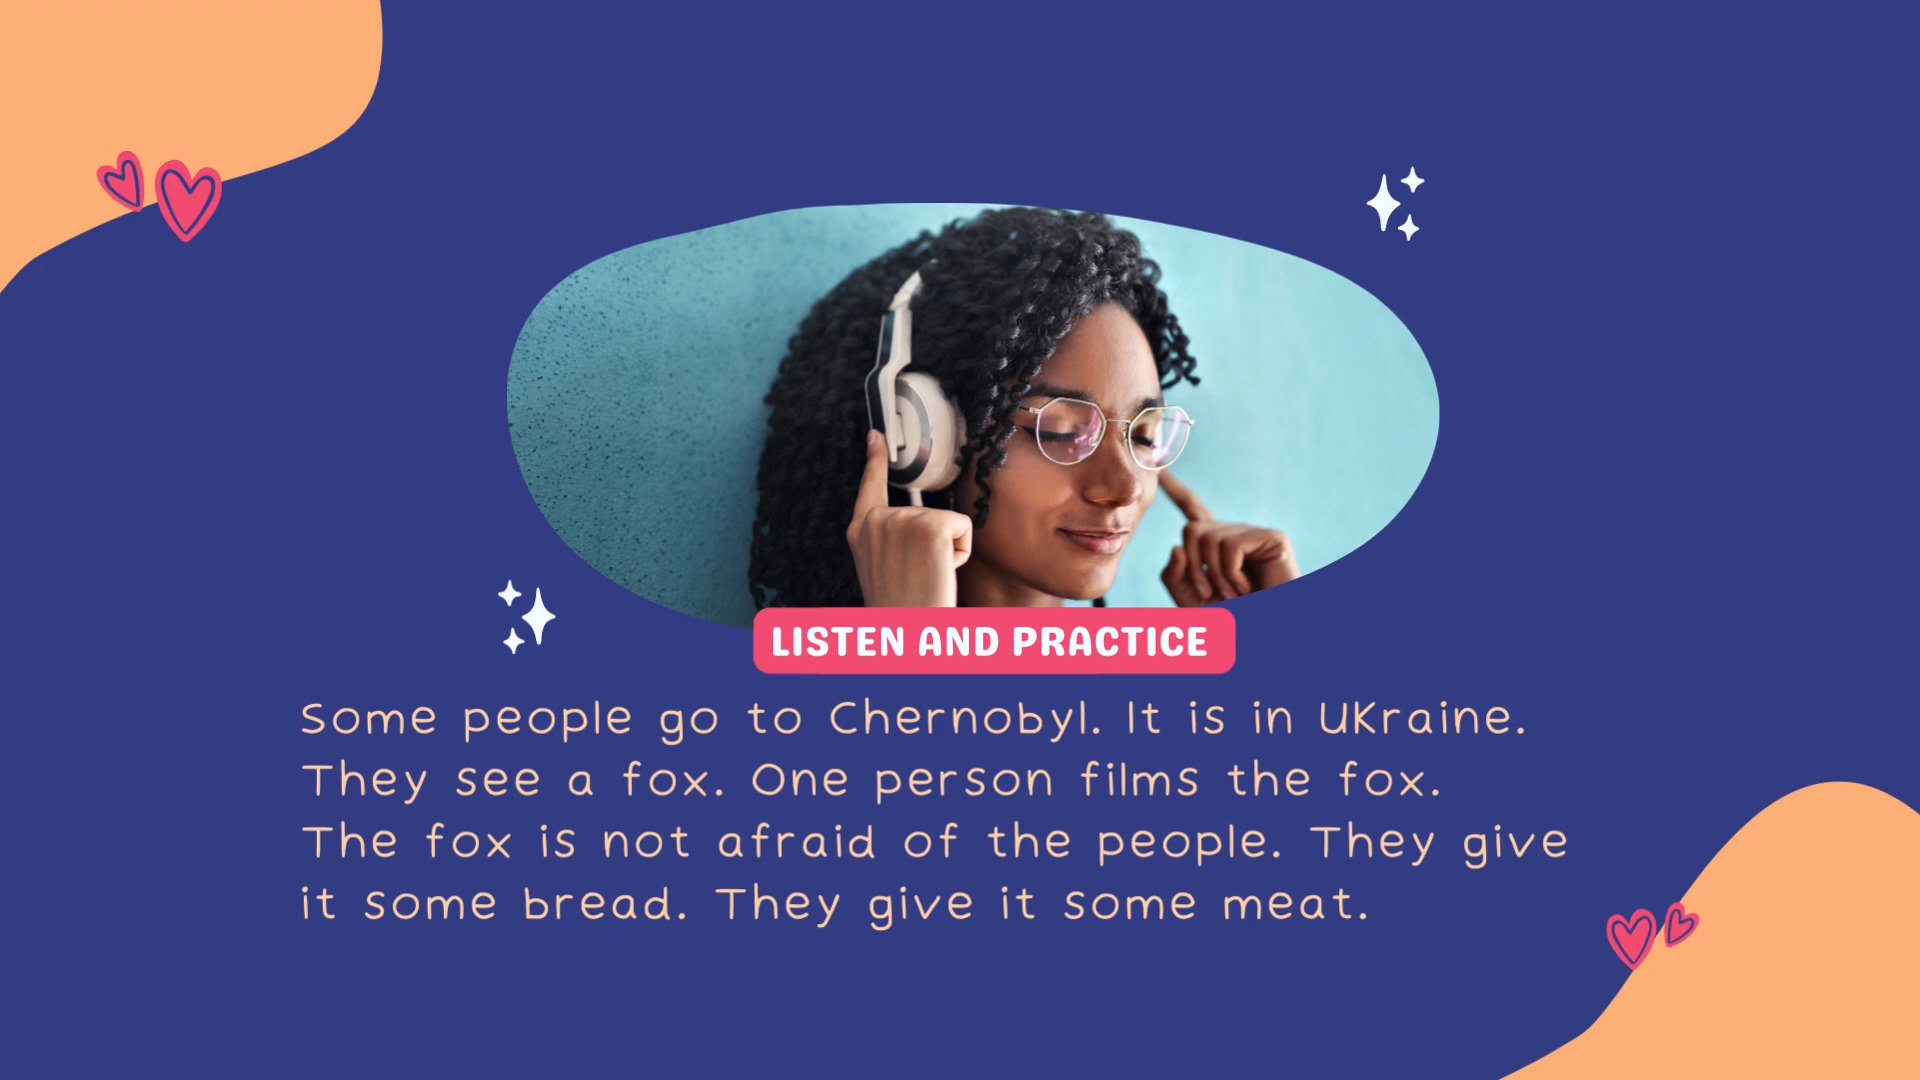 LISTEN AND PRACTICE
Some people go to Chernobyl. It is in Ukraine.
They see a fox. One person films the fox.
The fox is not afraid of the people. They give
it some bread. They give it some meat.